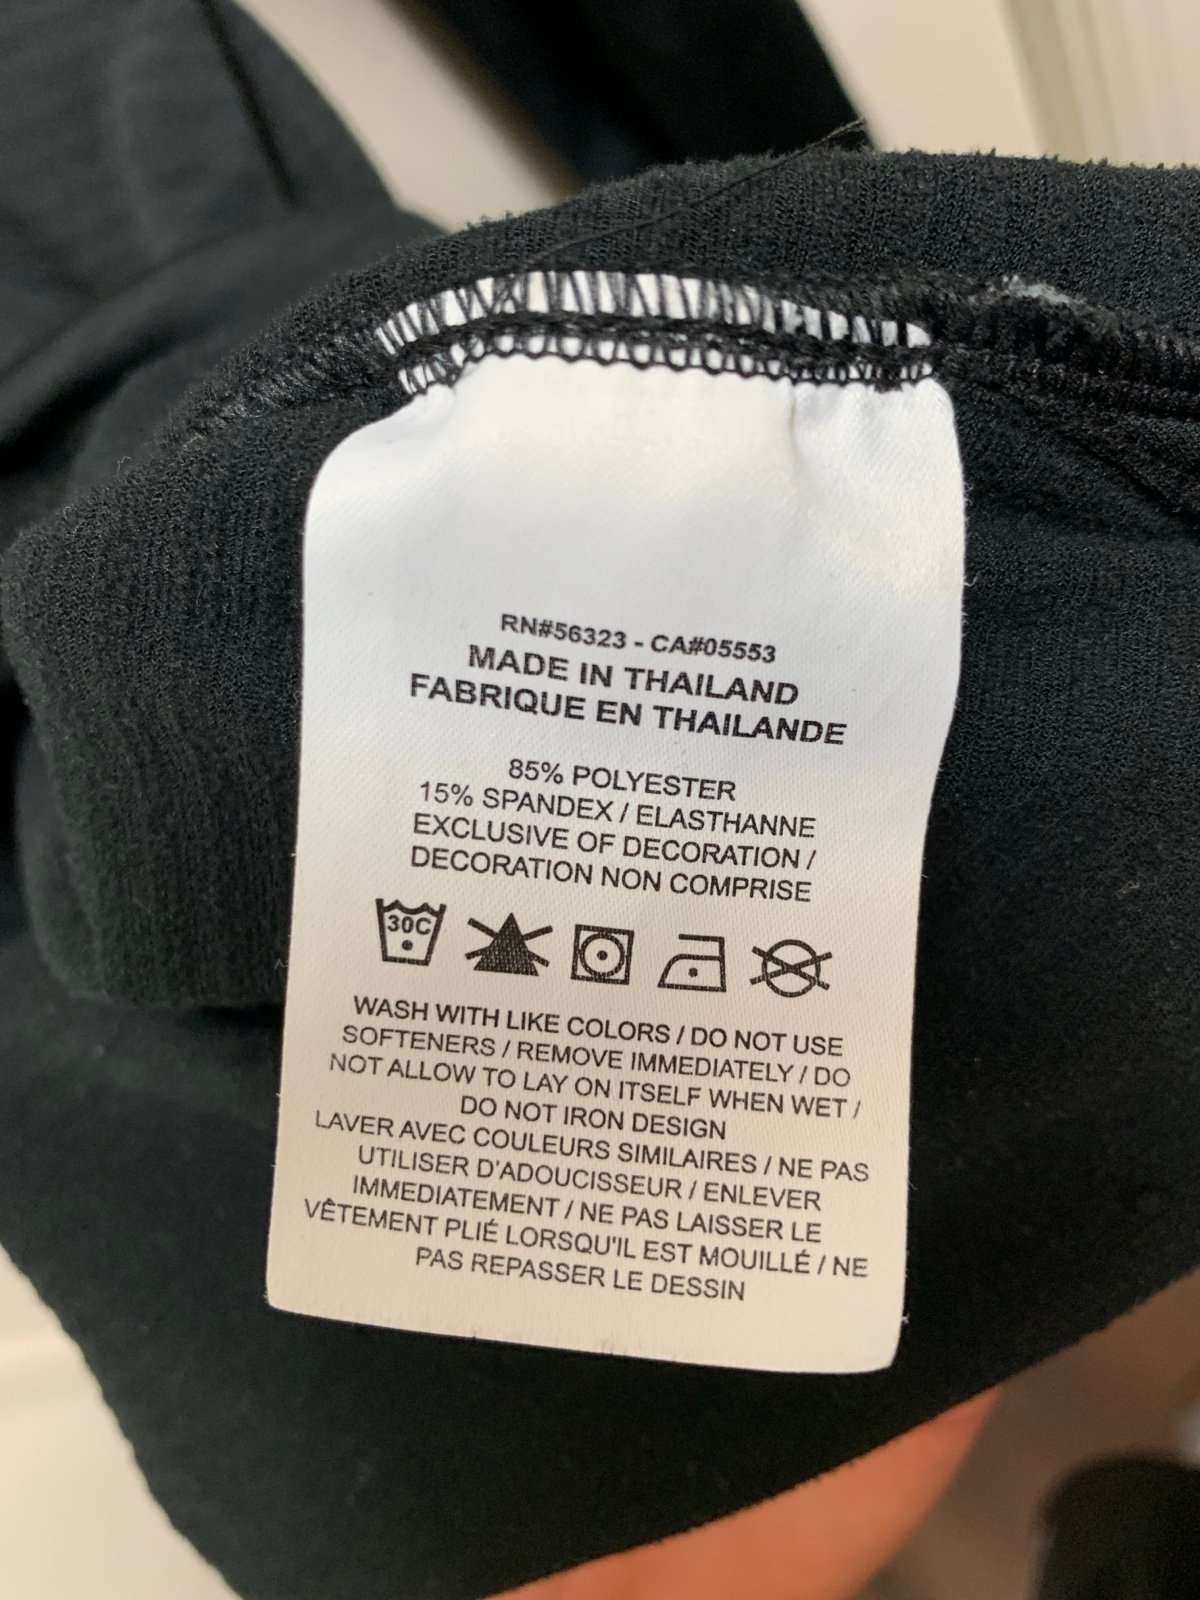 RN#56323 - CA#05553
MADE IN THAILAND
FABRIQUE EN THAILANDE
85% POLYESTER
15% SPANDEX / ELASTHANNE
EXCLUSIVE OF DECORATION /
DECORATION NON COMPRISE
30C
WASH WITH LIKE COLORS / DO NOT USE
SOFTENERS / REMOVE IMMEDIATELY / DO
NOT ALLOW TO LAY ON ITSELF WHEN WET /
DO NOT IRON DESIGN
LAVER AVEC COULEURS SIMILAIRES / NE PAS
UTILISER D'ADOUCISSEUR / ENLEVER
IMMEDIATEMENT / NE PAS LAISSER LE
VÊTEMENT PLIÉ LORSQU'IL EST MOUILLÉ / NE
PAS REPASSER LE DESSIN